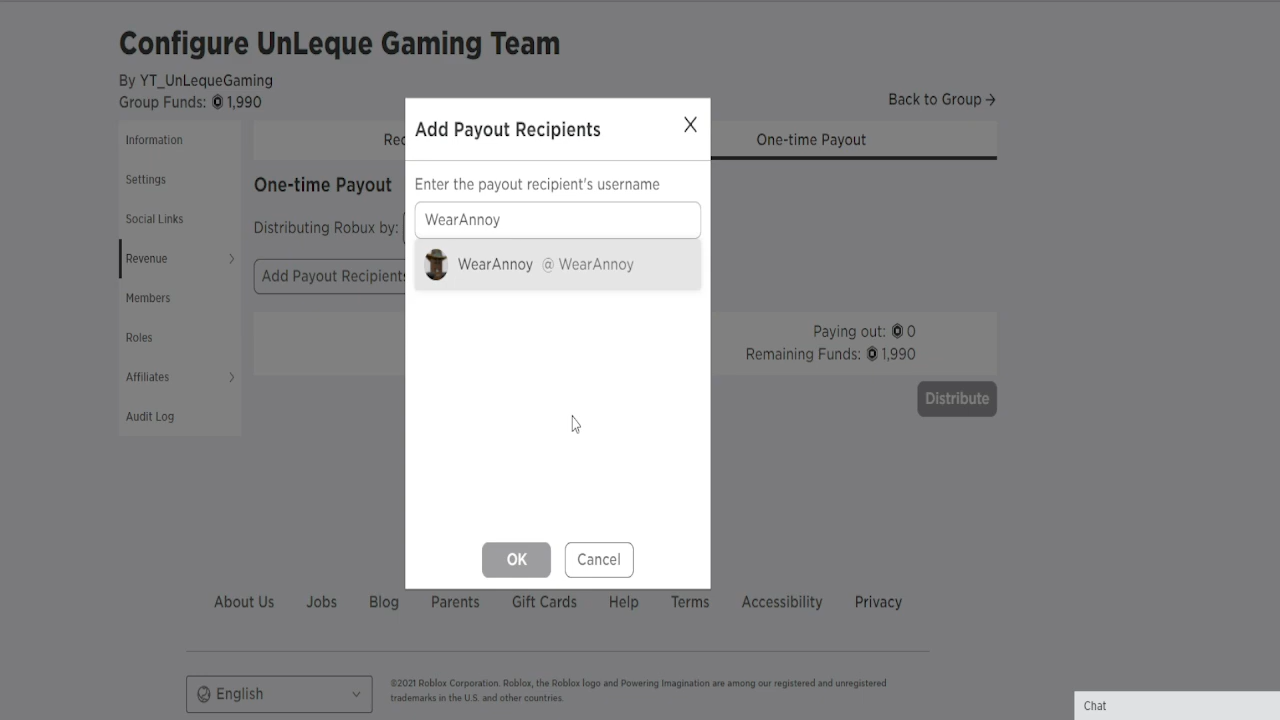 Configure UnLeque Gaming Team
By YT_UnLequeGaming
Group Funds: 1,990
Back to Group →
Information
Settings
Social Links
Revenue
Members
Roles
Affiliates
Audit Log
Rec
One-time Payout
One-time Payout
Distributing Robux by:
Add Payout Recipients
Paying out: 0
Remaining Funds: 1,990
Distribute
Add Payout Recipients
X
Enter the payout recipient's username
WearAnnoy
WearAnnoy @ WearAnnoy
OK Cancel
About Us Jobs Blog Parents Gift Cards Help Terms Accessibility Privacy
English
©2021 Roblox Corporation. Roblox, the Roblox logo and Powering Imagination are among our registered and unregistered
trademarks in the U.S. and other countries.
Chat